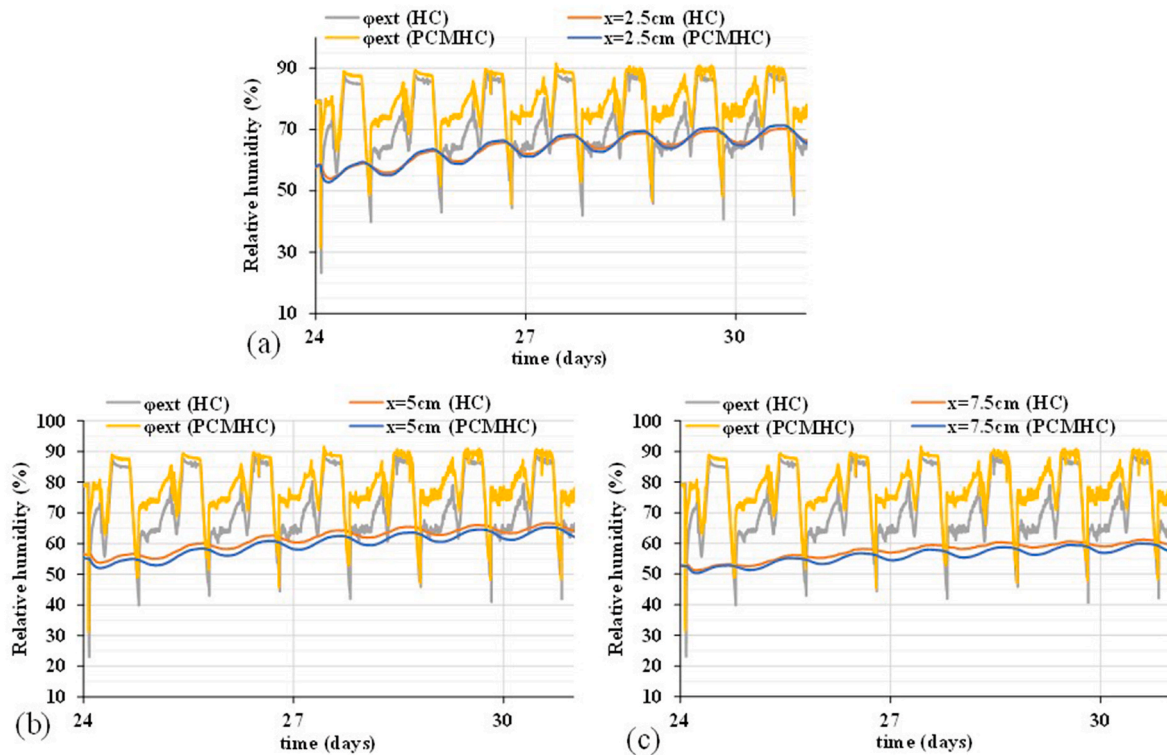 φext (HC) x=2.5cm (HC)
φext (PCMHC) x=2.5cm (PCMHC)
Relative humidity (%)
90
70
50
30
10
24 27 30
time (days)
(a)
φext (HC) x=5cm (HC)
φext (PCMHC) x=5cm (PCMHC)
Relative humidity (%)
100
90
80
70
60
50
40
30
20
10
24 27 30
time (days)
(b)
φext (HC) x=7.5cm (HC)
φext (PCMHC) x=7.5cm (PCMHC)
Relative humidity (%)
100
90
80
70
60
50
40
30
20
10
24 27 30
time (days)
(c)